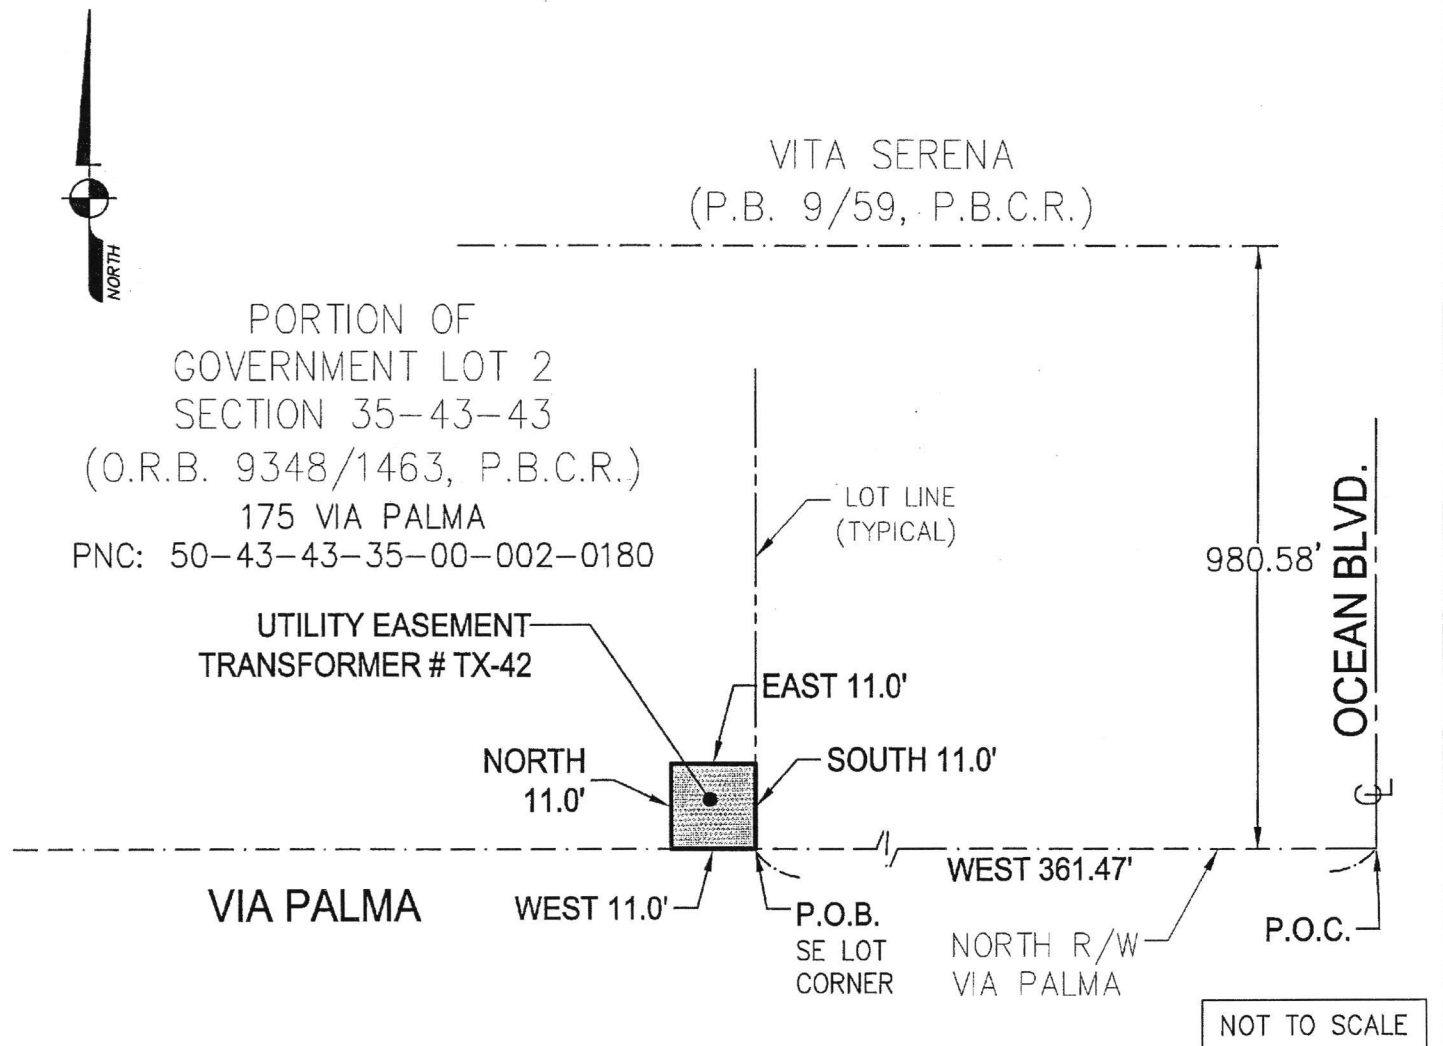 NORTH
VITA SERENA
(P.B. 9/59, P.B.C.R.)
PORTION OF
GOVERNMENT LOT 2
SECTION 35-43-43
(O.R.B. 9348/1463, P.B.C.R.)
175 VIA PALMA
PNC: 50-43-43-35-00-002-0180
LOT LINE
(TYPICAL)
980.58'
OCEAN BLVD.
UTILITY EASEMENT
TRANSFORMER # TX-42
EAST 11.0'
NORTH
11.0'
SOUTH 11.0'
CL
VIA PALMA
WEST 11.0'
P.O.B.
SE LOT
CORNER
WEST 361.47'
NORTH R/W
VIA PALMA
P.O.C.
NOT TO SCALE